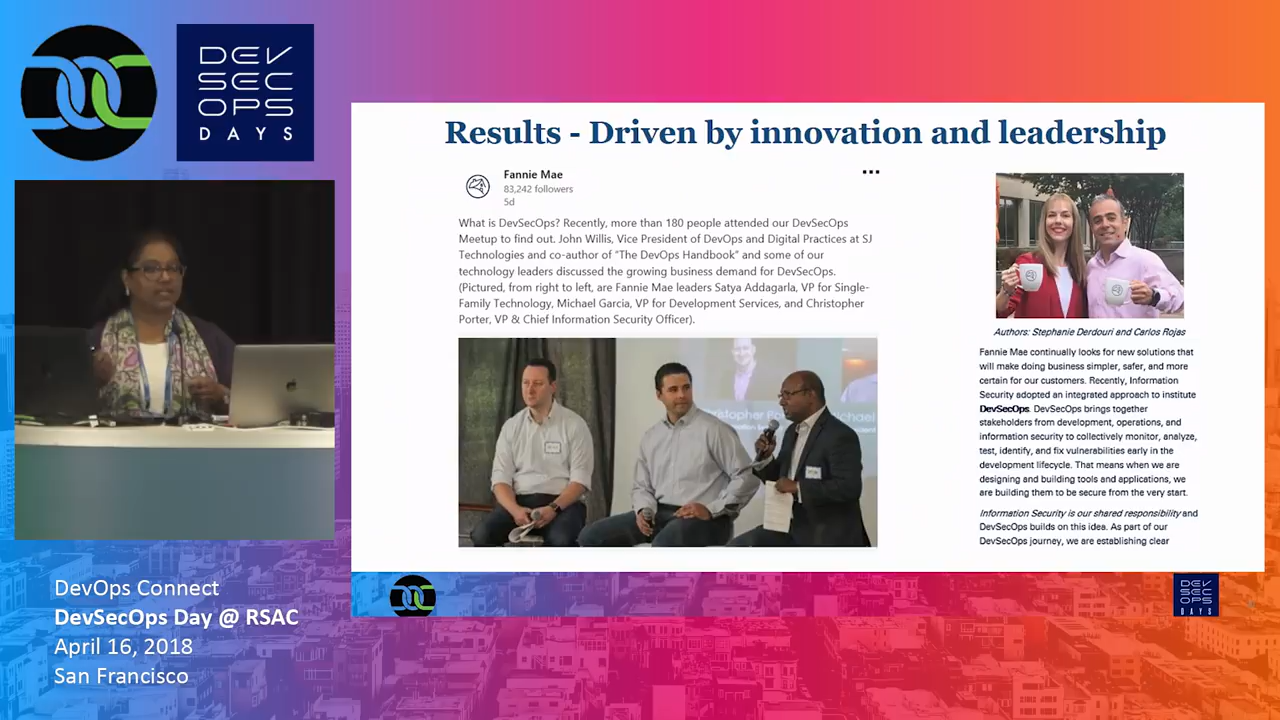 DEV
SEC
OPS
DAYS
Results - Driven by innovation and leadership
Fannie Mae
83,242 followers
5d
What is DevSecOps? Recently, more than 180 people attended our DevSecOps
Meetup to find out. John Willis, Vice President of DevOps and Digital Practices at SJ
Technologies and co-author of "The DevOps Handbook" and some of our
technology leaders discussed the growing business demand for DevSecOps.
(Pictured, from right to left, are Fannie Mae leaders Satya Addagarla, VP for Single-
Family Technology, Michael Garcia, VP for Development Services, and Christopher
Porter, VP & Chief Information Security Officer).
Authors: Stephanie Derdouri and Carlos Rojas
Fannie Mae continually looks for new solutions that
will make doing business simpler, safer, and more
certain for our customers. Recently, Information
Security adopted an integrated approach to institute
DevSecOps. DevSecOps brings together
stakeholders from development, operations, and
information security to collectively monitor, analyze,
test, identify, and fix vulnerabilities early in the
development lifecycle. That means when we are
designing and building tools and applications, we
are building them to be secure from the very start.
Information Security is our shared responsibility and
DevSecOps builds on this idea. As part of our
DevSecOps journey, we are establishing clear
DevOps Connect
DevSecOps Day @ RSAC
April 16, 2018
San Francisco
DEV
SEC
OPS
DAYS